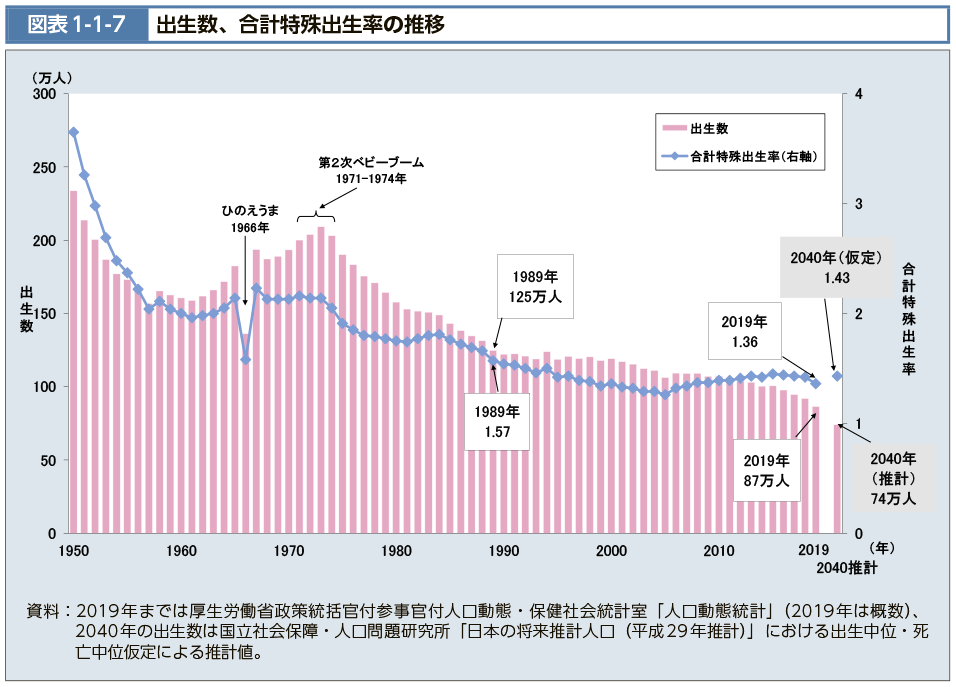 図表1-1-7 出生数、合計特殊出生率の推移
（万人）
300
250
200
150
100
50
0
出生数
4
3
2
1
0
合計特殊出生率
出生数
合計特殊出生率（右軸）
第２次ベビーブーム
1971-1974年
ひのえうま
1966年
1989年
125万人
1989年
1.57
2019年
1.36
2040年（仮定）
1.43
2019年
87万人
2040年
（推計）
74万人
1950 1960 1970 1980 1990 2000 2010 2019 （年）
2040推計
資料：2019年までは厚生労働省政策統括官付参事官付人口動態・保健社会統計室「人口動態統計」（2019年は概数）、
2040年の出生数は国立社会保障・人口問題研究所「日本の将来推計人口（平成29年推計）」における出生中位・死
亡中位仮定による推計値。